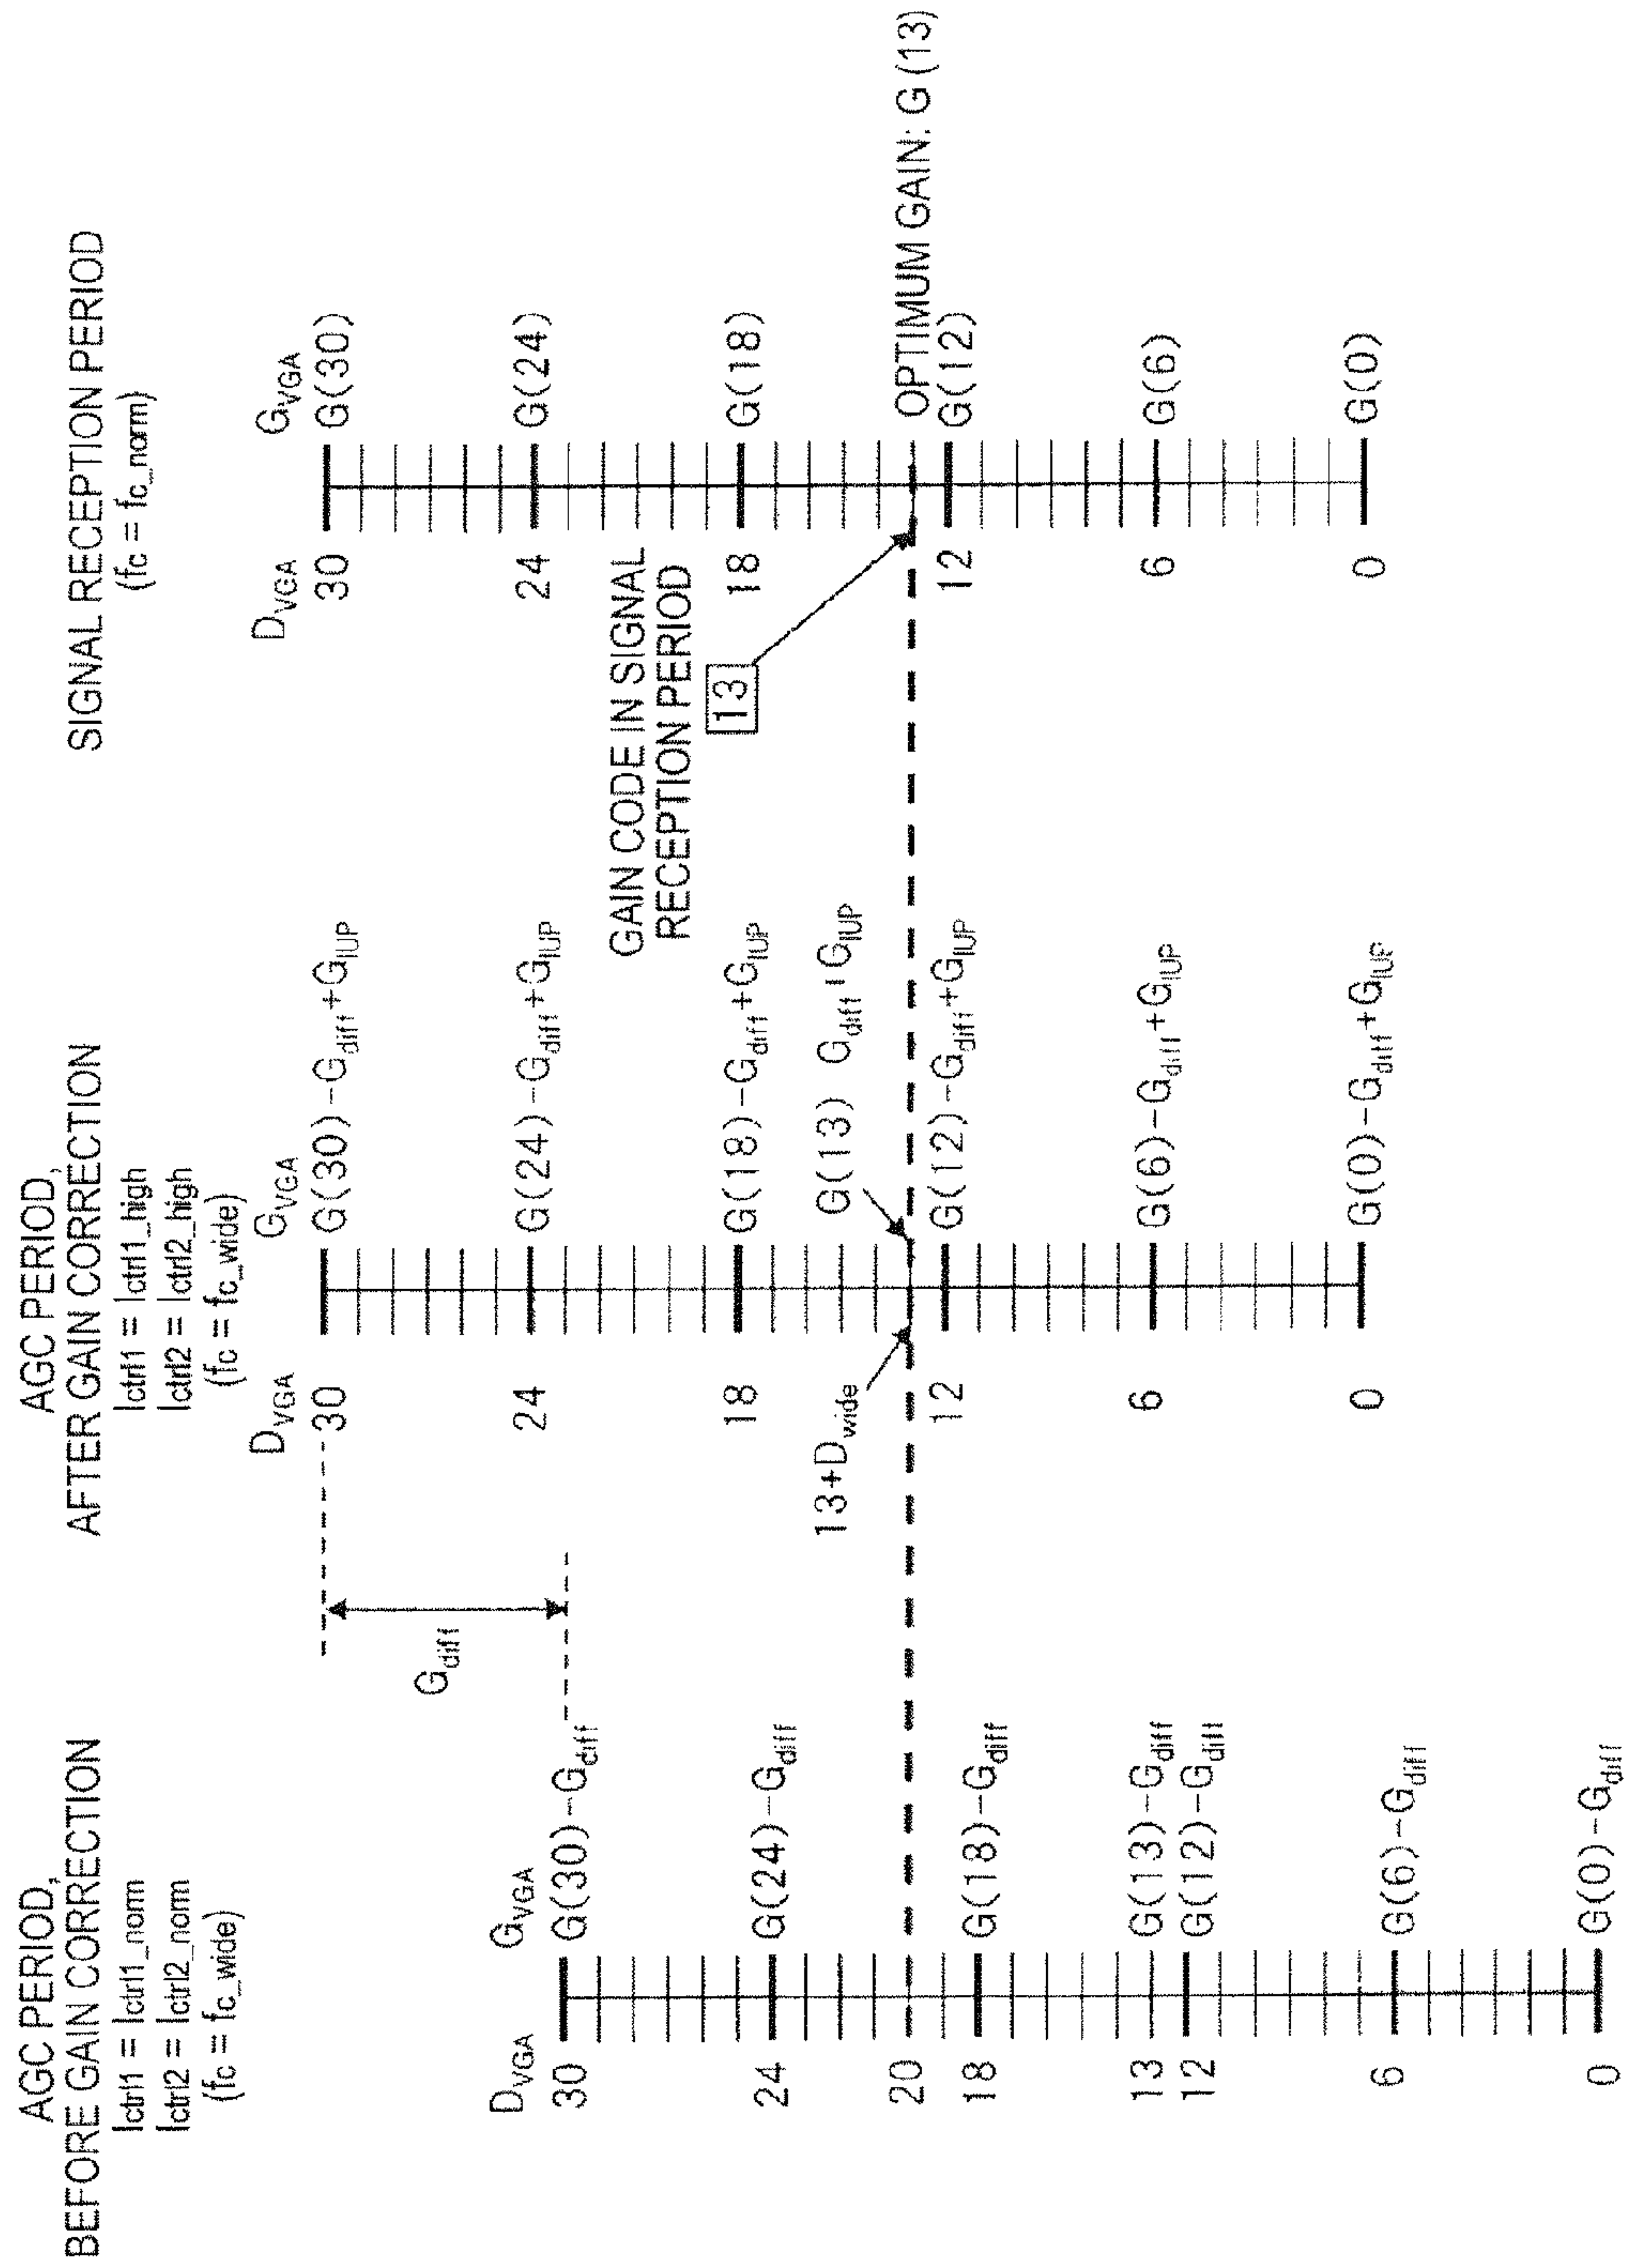 AGC PERIOD,
BEFORE GAIN CORRECTION
Ictrl1 = Ictrl1_norm
Ictrl2 = Ictrl2_norm
(fc = fc_wide)
DVGA GVGA
30 G(30)-Gdiff
24 G(24)-Gdiff
20
18 G(18)-Gdiff
13 G(13)-Gdiff
12 G(12)-Gdiff
6 G(6)-Gdiff
0 G(0)-Gdiff
Gdiff
AGC PERIOD,
AFTER GAIN CORRECTION
Ictrl1 = Ictrl1_high
Ictrl2 = Ictrl2_high
(fc = fc_wide)
DVGA GVGA
30 G(30)-Gdiff+GIUP
24 G(24)-Gdiff+GIUP
18 G(18)-Gdiff+GIUP
13+Dwide G(13) Gdiff+GIUP
12 G(12)-Gdiff+GIUP
6 G(6)-Gdiff+GIUP
0 G(0)-Gdiff+GIUP
SIGNAL RECEPTION PERIOD
(fc = fc_norm)
DVGA GVGA
30 G(30)
24 G(24)
GAIN CODE IN SIGNAL
RECEPTION PERIOD
13
18 G(18)
OPTIMUM GAIN: G (13)
12 G(12)
6 G(6)
0 G(0)